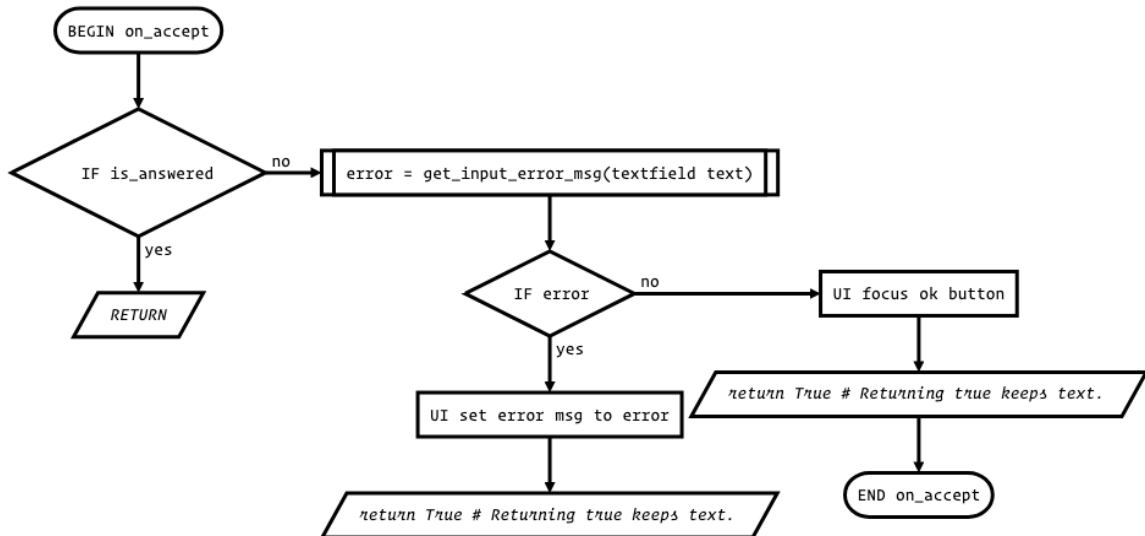 BEGIN on_accept
IF is_answered
no
error = get_input_error_msg(textfield text)
yes
RETURN
IF error
no
UI focus ok button
yes
return True # Returning true keeps text.
UI set error msg to error
END on_accept
return True # Returning true keeps text.